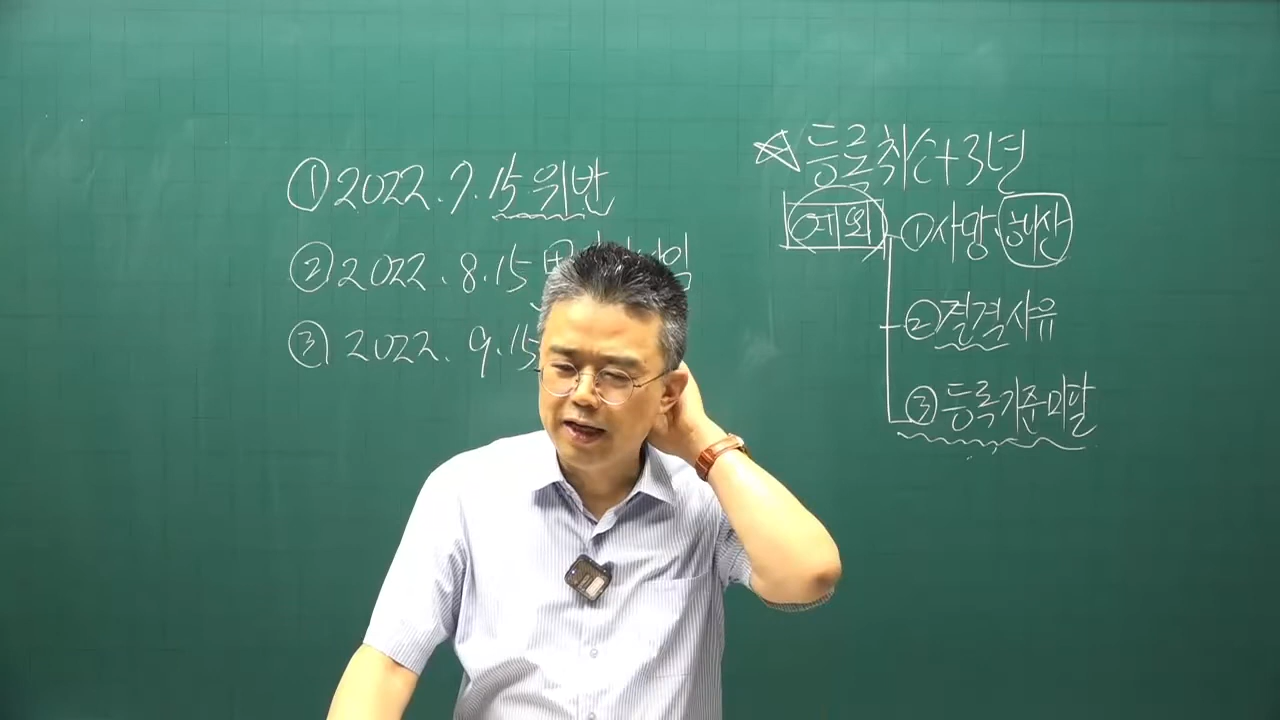 ① 2022.7.15 위반
② 2022.8.15
③ 2022.9.15
☆ 등록취소+3년
예외
① 사망·해산
② 결격사유
③ 등록기준미달